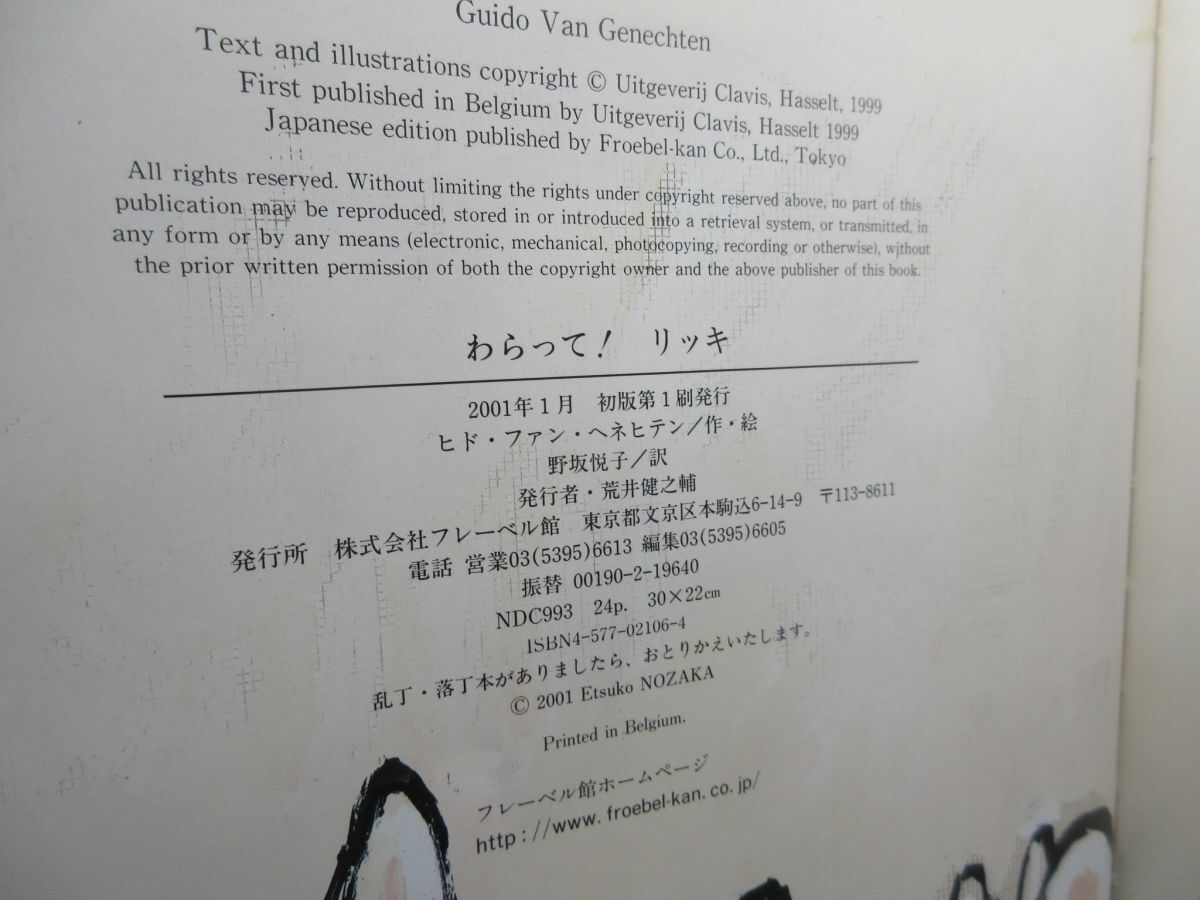 Guido Van Genechten
Text and illustrations copyright © Uitgeverij Clavis, Hasselt, 1999
First published in Belgium by Uitgeverij Clavis, Hasselt 1999
Japanese edition published by Froebel-kan Co., Ltd., Tokyo
All rights reserved. Without limiting the rights under copyright reserved above, no part of this
publication may be reproduced, stored in or introduced into a retrieval system, or transmitted, in
any form or by any means (electronic, mechanical, photocopying, recording or otherwise), without
the prior written permission of both the copyright owner and the above publisher of this book.
わらって！ リッキ
2001年1月 初版第1刷発行
ヒド・ファン・ヘネヒテン／作・絵
野坂悦子／訳
発行者・荒井健之輔
発行所 株式会社フレーベル館 東京都文京区本駒込6-14-9 〒113-8611
電話 営業03(5395)6613 編集03(5395)6605
振替 00190-2-19640
NDC993 24p. 30×22cm
ISBN4-577-02106-4
乱丁・落丁本がありましたら、おとりかえいたします。
© 2001 Etsuko NOZAKA
Printed in Belgium.
フレーベル館ホームページ
http://www.froebel-kan.co.jp/